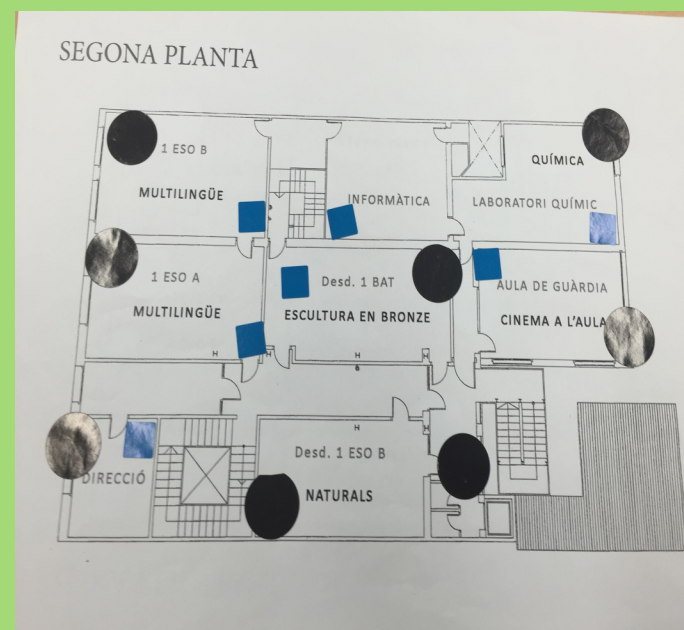 SEGONA PLANTA
1 ESO B
MULTILINGÜE
INFORMÀTICA
QUÍMICA
LABORATORI QUÍMIC
1 ESO A
MULTILINGÜE
Desd. 1 BAT
ESCULTURA EN BRONZE
AULA DE GUÀRDIA
CINEMA A L'AULA
H
H
H
H
H
H
DIRECCIÓ
Desd. 1 ESO B
NATURALS